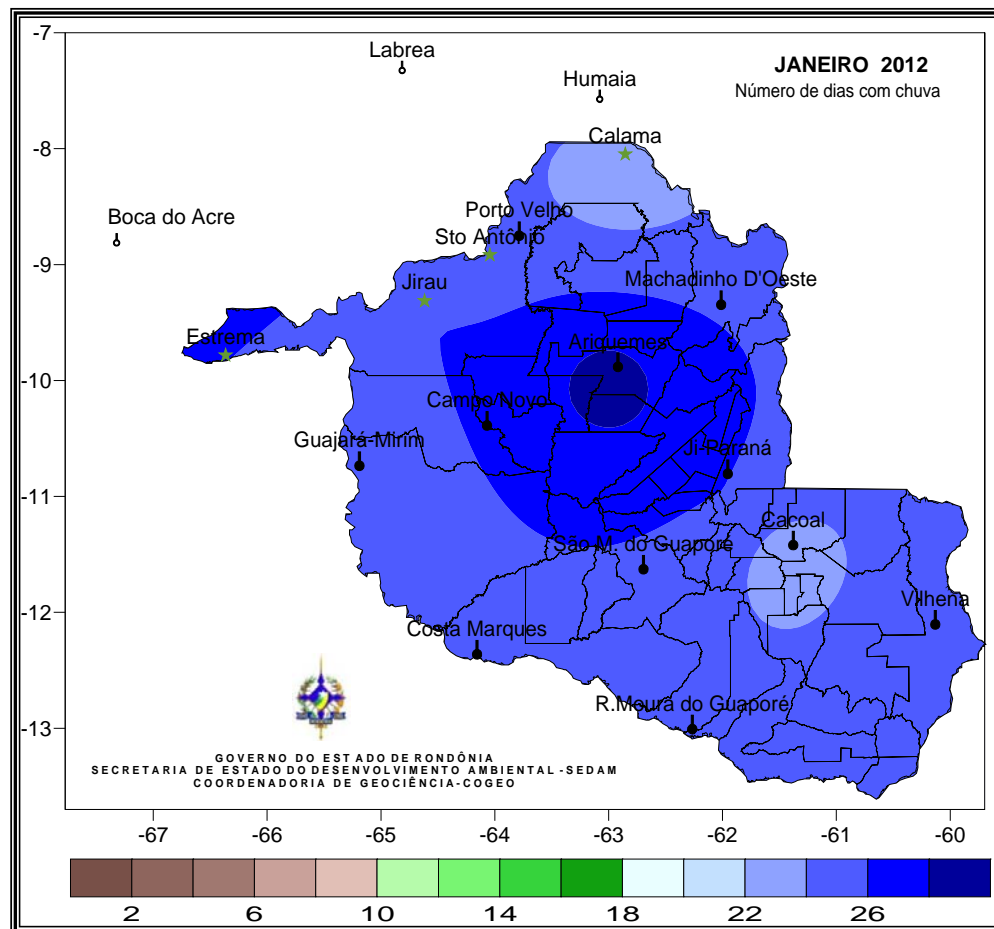 JANEIRO 2012
Número de dias com chuva
-7
-8
-9
-10
-11
-12
-13
Labrea
Humaia
Calama
Boca do Acre
Porto Velho
Sto Antônio
Jirau
Machadinho D'Oeste
Estrema
Ariquemes
Campo Novo
Guajará-Mirim
Ji-Paraná
Cacoal
São M. do Guaporé
Vilhena
Costa Marques
R.Moura do Guaporé
GOVERNO DO ESTADO DE RONDÔNIA
SECRETARIA DE ESTADO DO DESENVOLVIMENTO AMBIENTAL -SEDAM
COORDENADORIA DE GEOCIÊNCIA-COGEO
-67 -66 -65 -64 -63 -62 -61 -60
2 6 10 14 18 22 26